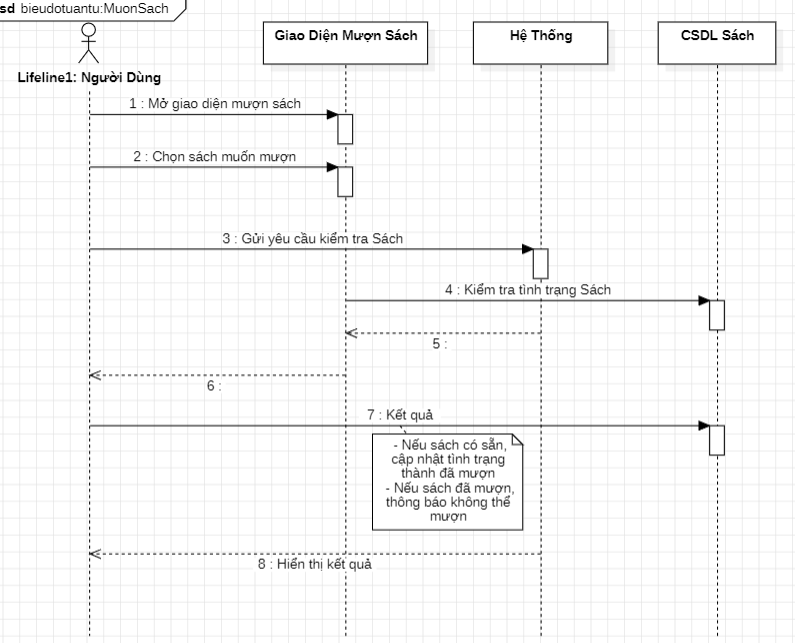 sd bieudotuantu:MuonSach
Giao Diện Mượn Sách
Hệ Thống
CSDL Sách
Lifeline1: Người Dùng
1 : Mở giao diện mượn sách
2 : Chọn sách muốn mượn
3 : Gửi yêu cầu kiểm tra Sách
4 : Kiểm tra tình trạng Sách
5 :
6 :
7 : Kết quả
- Nếu sách có sẵn,
cập nhật tình trạng
thành đã mượn
- Nếu sách đã mượn,
thông báo không thể
mượn
8 : Hiển thị kết quả